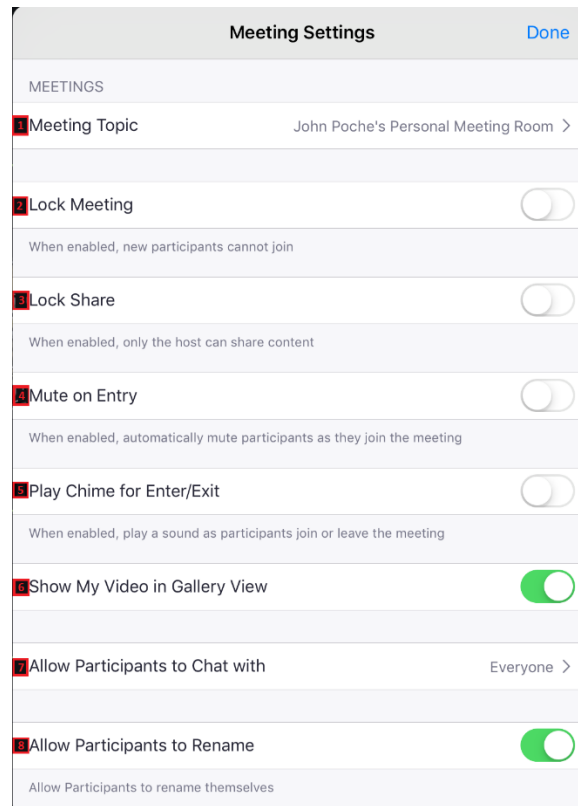 Meeting Settings Done
MEETINGS
1 Meeting Topic John Poche's Personal Meeting Room >
2 Lock Meeting
When enabled, new participants cannot join
3 Lock Share
When enabled, only the host can share content
4 Mute on Entry
When enabled, automatically mute participants as they join the meeting
5 Play Chime for Enter/Exit
When enabled, play a sound as participants join or leave the meeting
6 Show My Video in Gallery View
7 Allow Participants to Chat with Everyone >
8 Allow Participants to Rename
Allow Participants to rename themselves